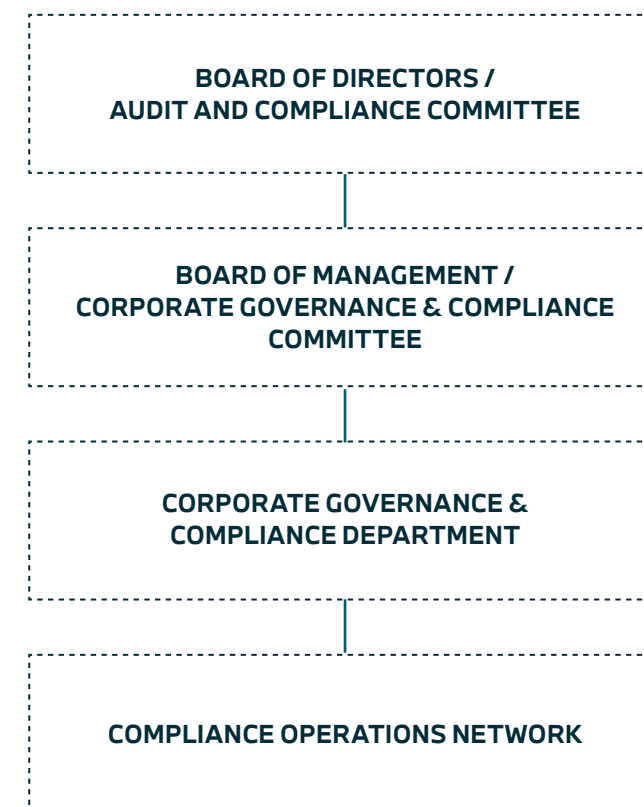 BOARD OF DIRECTORS /
AUDIT AND COMPLIANCE COMMITTEE
BOARD OF MANAGEMENT /
CORPORATE GOVERNANCE & COMPLIANCE
COMMITTEE
CORPORATE GOVERNANCE &
COMPLIANCE DEPARTMENT
COMPLIANCE OPERATIONS NETWORK